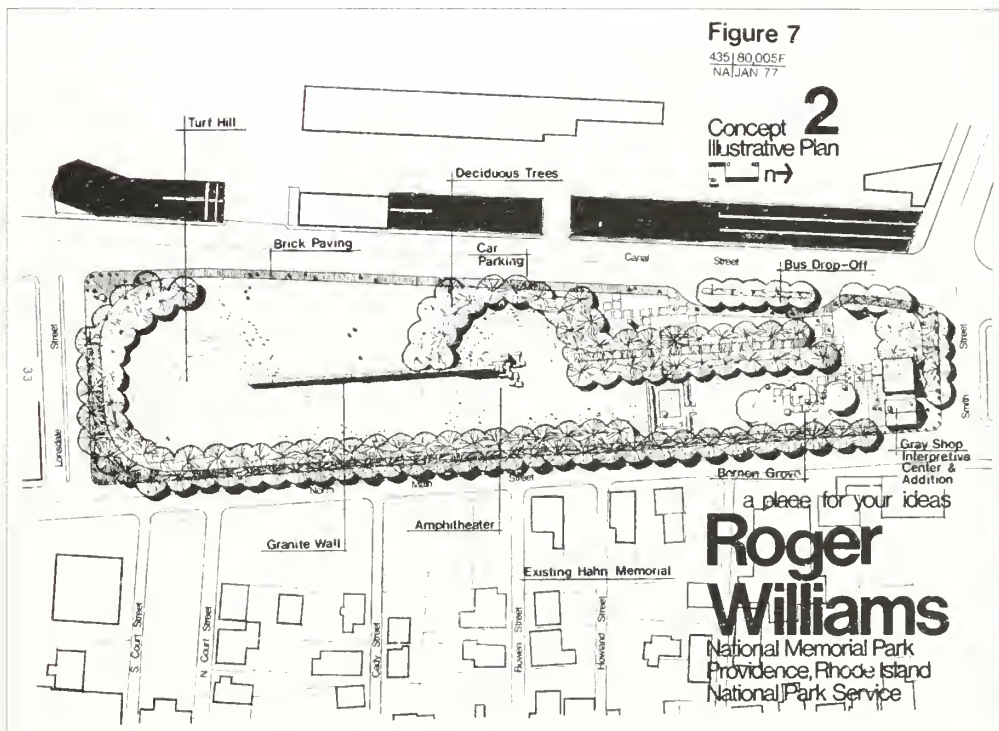 Figure 7
435|80,005F
NA|JAN 77
Concept 2
Illustrative Plan
n→
Turf Hill
Deciduous Trees
Brick Paving
Car
Parking
Canal Street
Bus Drop-Off
Lonsdale Street
33
Smith Street
Gray Shop
Interpretive
Center &
Addition
Bernon Grove
North Main Street
Amphitheater
Granite Wall
Existing Hahn Memorial
S Court Street
N Court Street
Cady Street
Bowen Street
Howland Street
a place for your ideas
Roger
Williams
National Memorial Park
Providence, Rhode Island
National Park Service